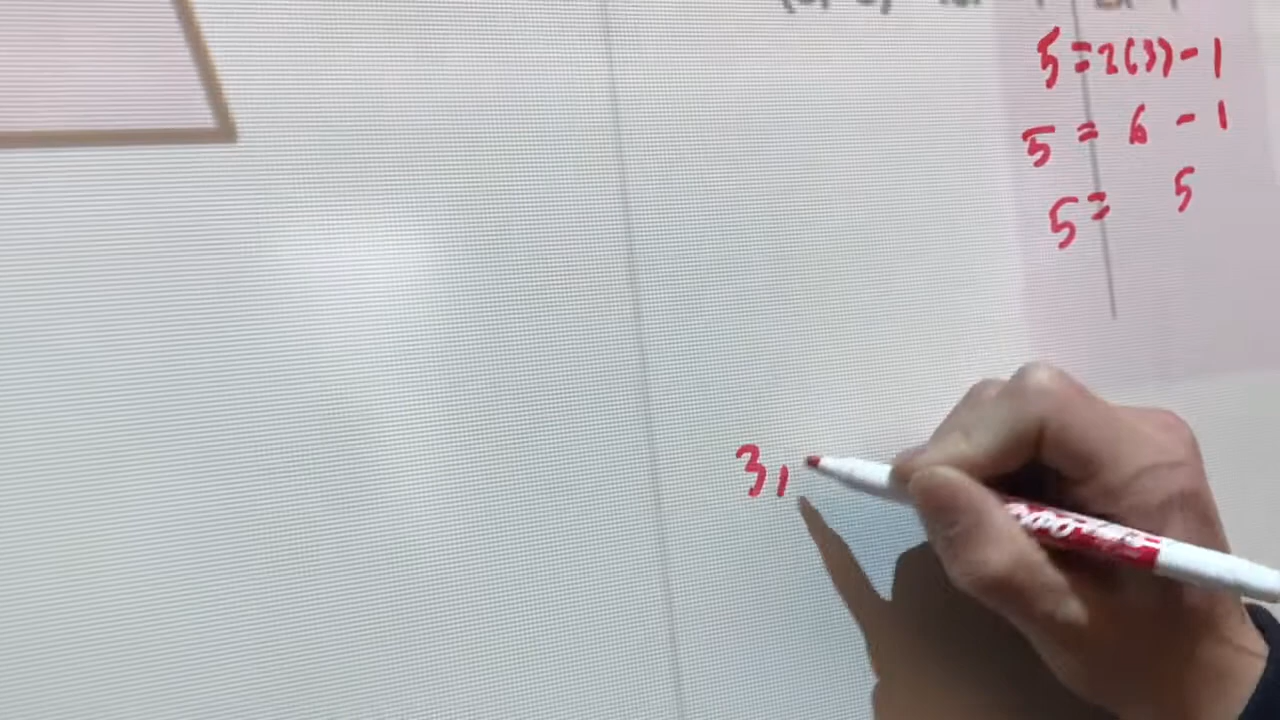 5 = 2(3) - 1
5 = 6 - 1
5 = 5
3,